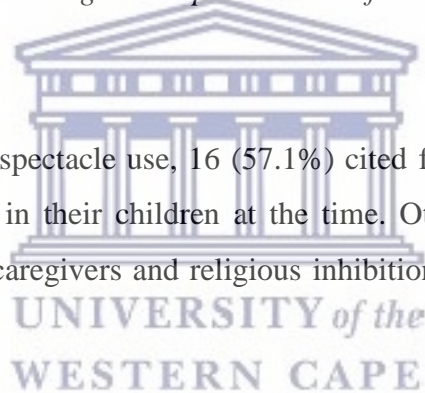 spectacle use, 16 (57.1%) cited f
in their children at the time. Ot
caregivers and religious inhibition
UNIVERSITY of the
WESTERN CAPE